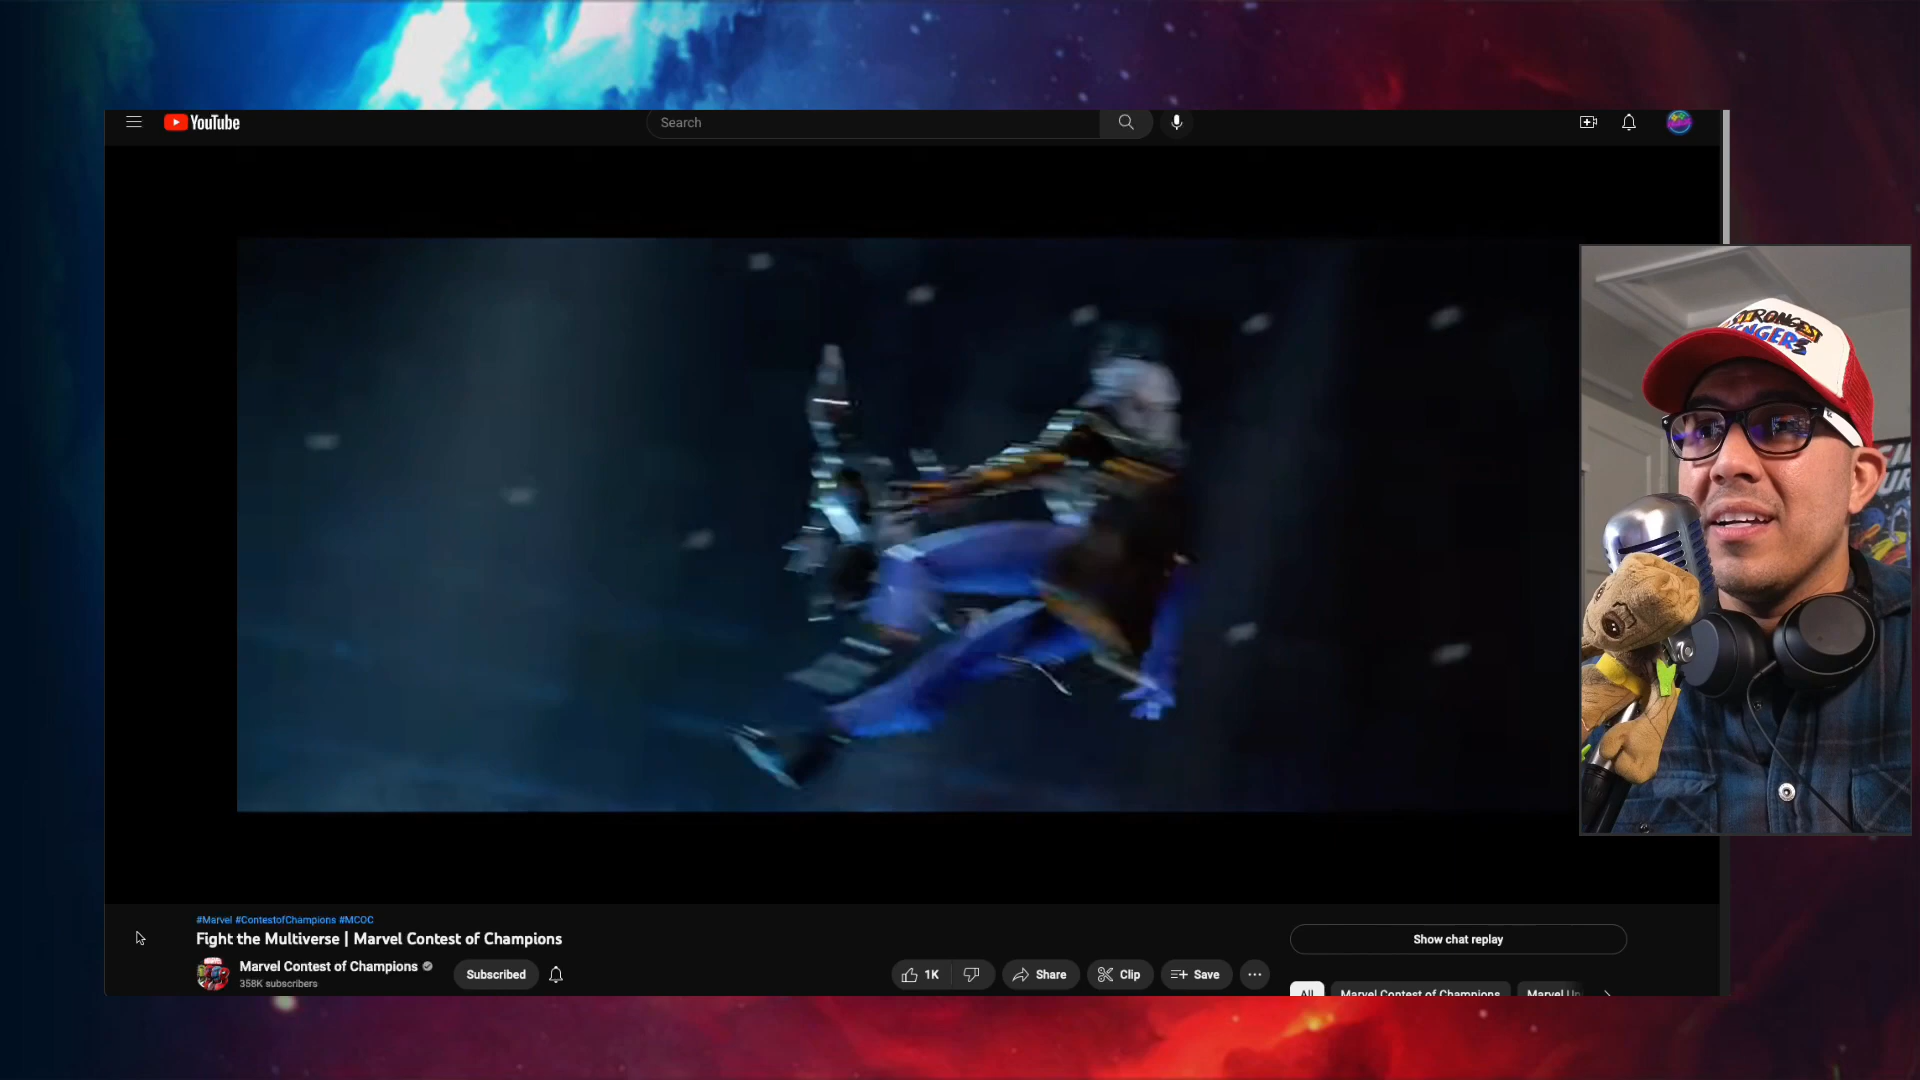 YouTube
Search
STRONGEST
#Marvel #ContestofChampions #MCOC
Fight the Multiverse | Marvel Contest of Champions
Marvel Contest of Champions
358K subscribers
Subscribed
1K
Share
Clip
Save
Show chat replay
All
Marvel Contest of Champions